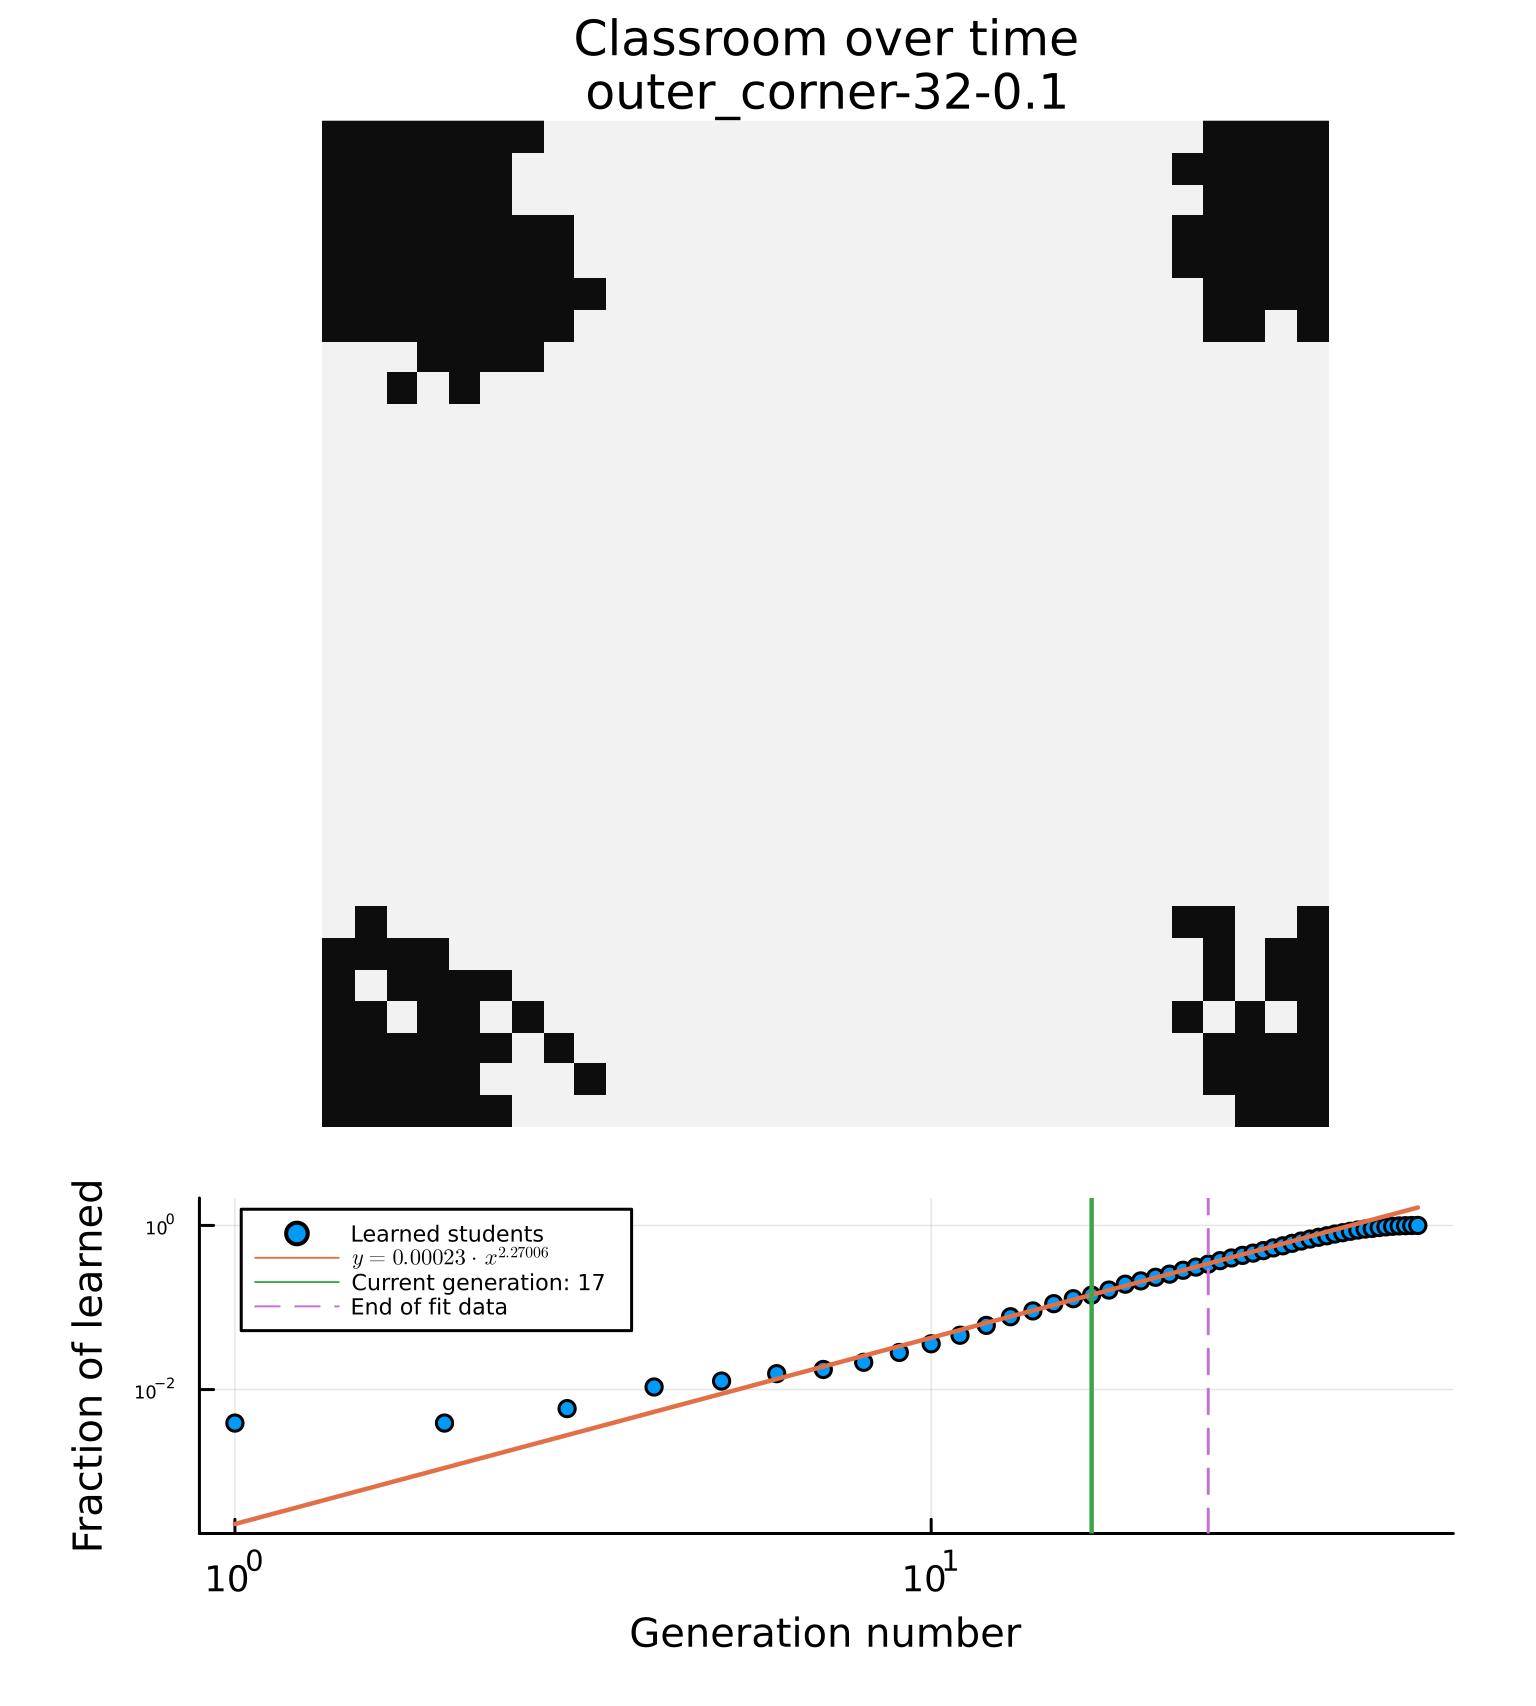 Classroom over time
outer_corner-32-0.1
Fraction of learned
10^0
10^−2
Learned students
y = 0.00023 · x^2.27006
Current generation: 17
End of fit data
10^0
10^1
Generation number